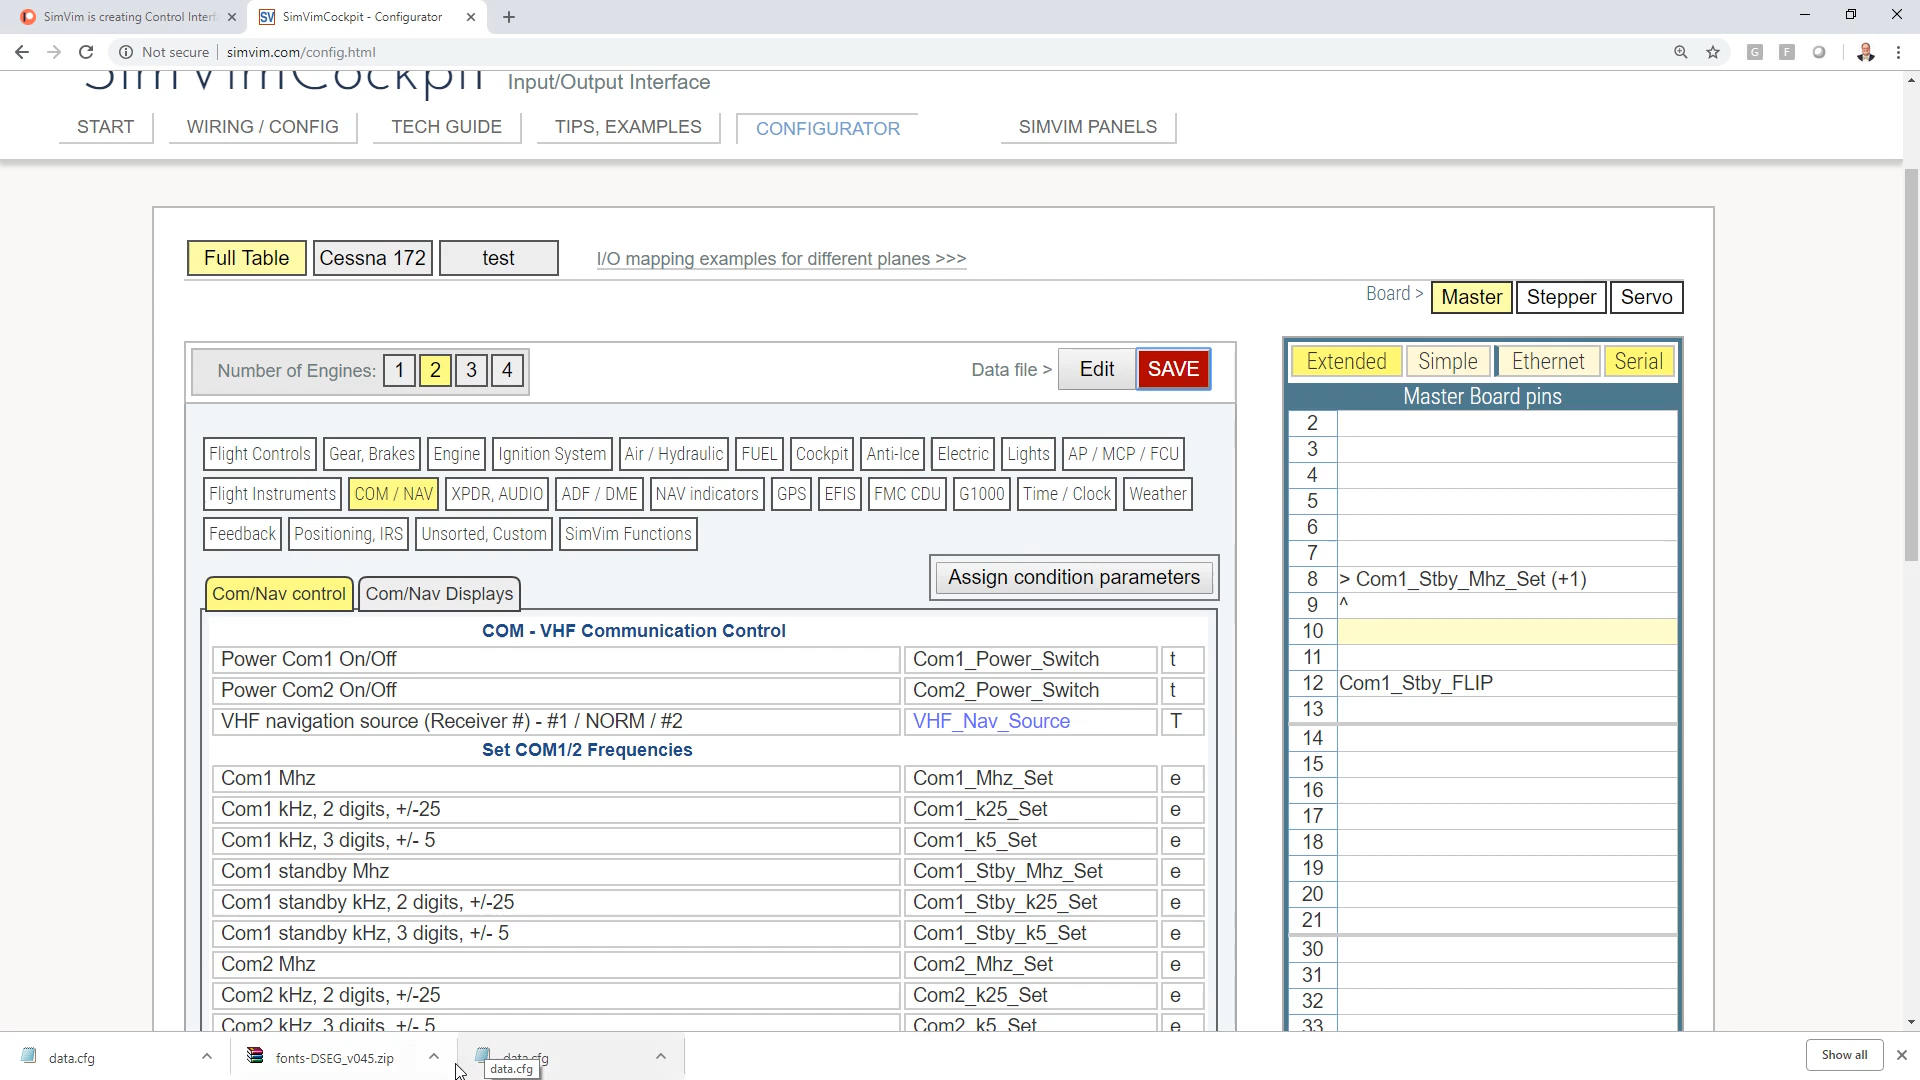 SimVim is creating Control Interf
SimVimCockpit - Configurator
Not secure
simvim.com/config.html
SimVimCockpit Input/Output Interface
START
WIRING / CONFIG
TECH GUIDE
TIPS, EXAMPLES
CONFIGURATOR
SIMVIM PANELS
Full Table
Cessna 172
test
I/O mapping examples for different planes >>>
Board > Master Stepper Servo
Number of Engines: 1 2 3 4
Data file > Edit SAVE
Flight Controls Gear, Brakes Engine Ignition System Air / Hydraulic FUEL Cockpit Anti-Ice Electric Lights AP / MCP / FCU
Flight Instruments COM / NAV XPDR, AUDIO ADF / DME NAV indicators GPS EFIS FMC CDU G1000 Time / Clock Weather
Feedback Positioning, IRS Unsorted, Custom SimVim Functions
Assign condition parameters
Com/Nav control Com/Nav Displays
COM - VHF Communication Control
Power Com1 On/Off Com1_Power_Switch t
Power Com2 On/Off Com2_Power_Switch t
VHF navigation source (Receiver #) - #1 / NORM / #2 VHF_Nav_Source T
Set COM1/2 Frequencies
Com1 Mhz Com1_Mhz_Set e
Com1 kHz, 2 digits, +/-25 Com1_k25_Set e
Com1 kHz, 3 digits, +/- 5 Com1_k5_Set e
Com1 standby Mhz Com1_Stby_Mhz_Set e
Com1 standby kHz, 2 digits, +/-25 Com1_Stby_k25_Set e
Com1 standby kHz, 3 digits, +/- 5 Com1_Stby_k5_Set e
Com2 Mhz Com2_Mhz_Set e
Com2 kHz, 2 digits, +/-25 Com2_k25_Set e
Com2 kHz, 3 digits, +/- 5 Com2_k5_Set e
Extended Simple Ethernet Serial
Master Board pins
2
3
4
5
6
7
8 > Com1_Stby_Mhz_Set (+1)
9 ^
10
11
12 Com1_Stby_FLIP
13
14
15
16
17
18
19
20
21
30
31
32
33
data.cfg
fonts-DSEG_v045.zip
data.cfg
data.cfg
Show all